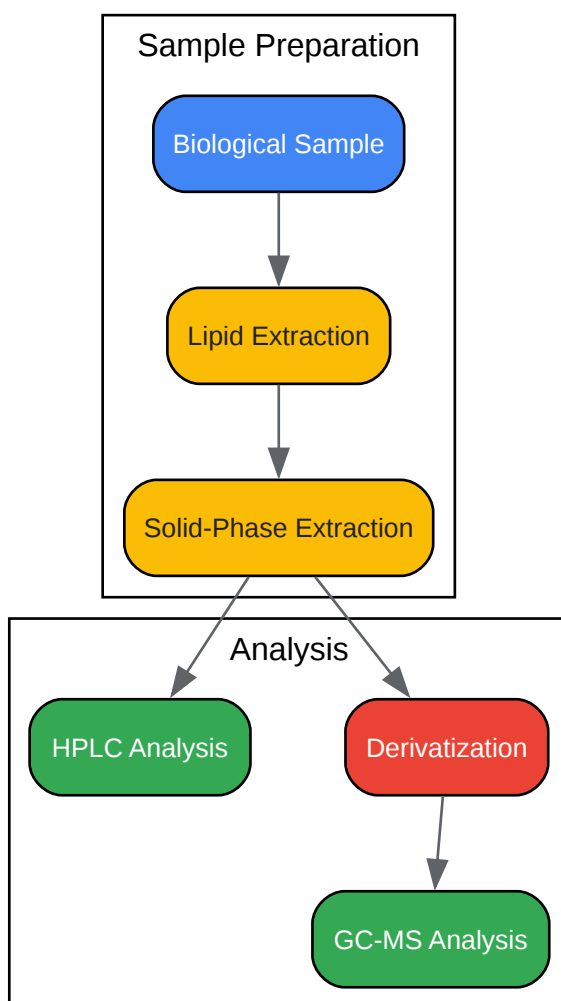 Sample Preparation
Biological Sample
Lipid Extraction
Solid-Phase Extraction
Analysis
HPLC Analysis
Derivatization
GC-MS Analysis